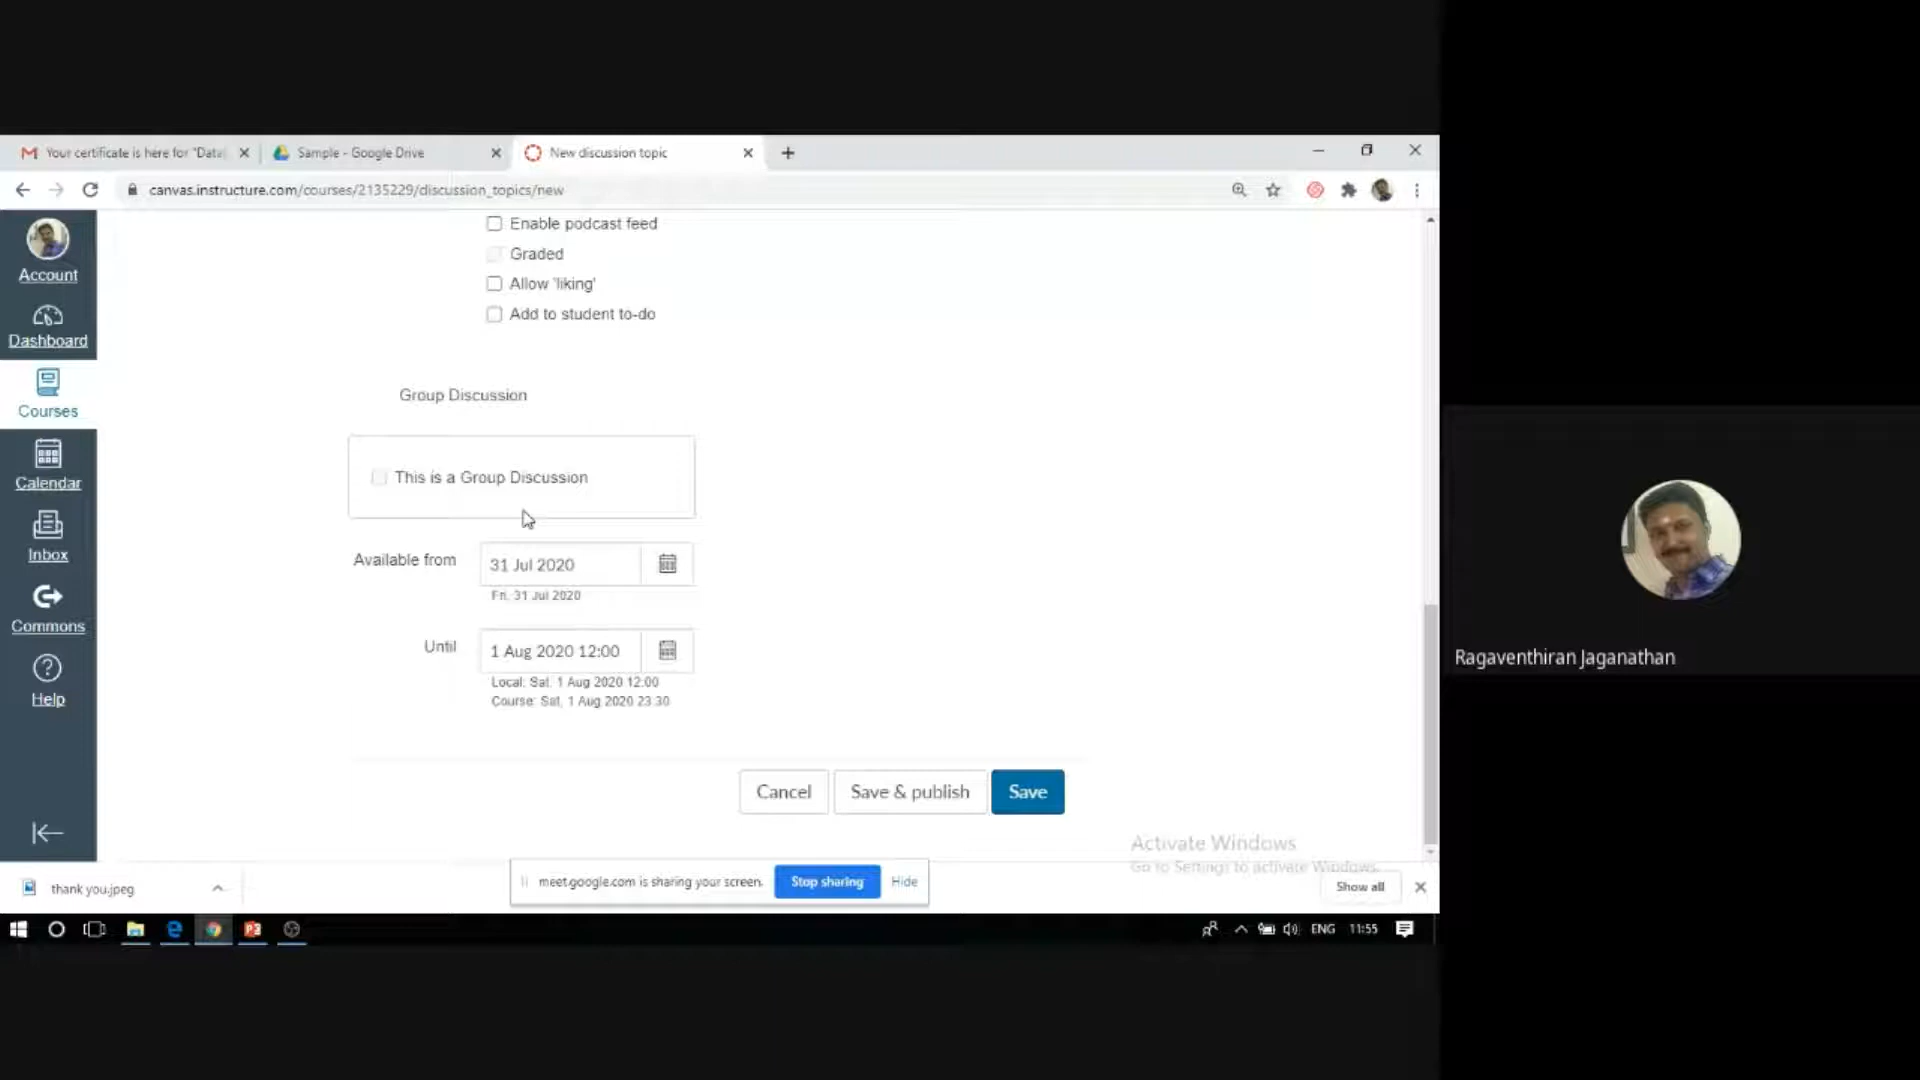 Your certificate is here for "Data
Sample - Google Drive
New discussion topic
canvas.instructure.com/courses/2135229/discussion_topics/new
Account
Dashboard
Courses
Calendar
Inbox
Commons
Help
Enable podcast feed
Graded
Allow 'liking'
Add to student to-do
Group Discussion
This is a Group Discussion
Available from
31 Jul 2020
Fri, 31 Jul 2020
Until
1 Aug 2020 12:00
Local: Sat, 1 Aug 2020 12:00
Course: Sat, 1 Aug 2020 23:30
Cancel
Save & publish
Save
Activate Windows
Go to Settings to activate Windows.
thank you.jpeg
meet.google.com is sharing your screen.
Stop sharing
Hide
Show all
ENG
11:55
Ragaventhiran Jaganathan